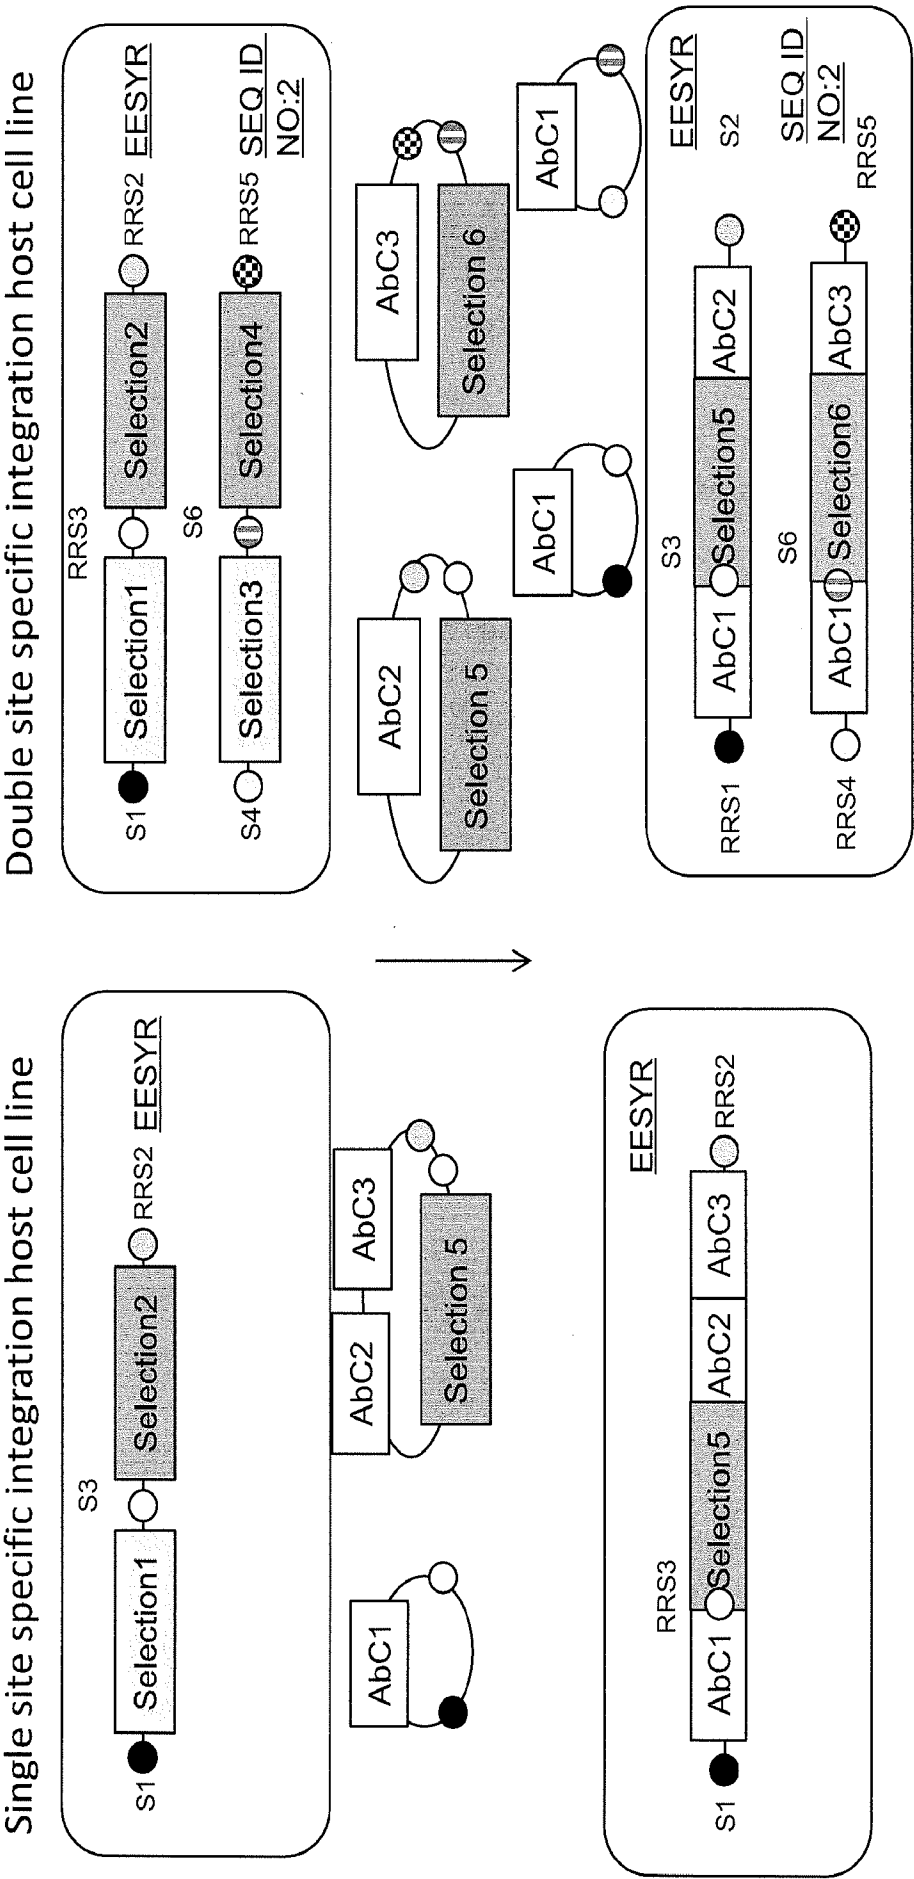 Single site specific integration host cell line
S3
S1
Selection1
Selection2
RRS2
EESYR
AbC1
AbC2
AbC3
Selection 5
EESYR
RRS3
S1
AbC1
Selection5
AbC2
AbC3
RRS2
Double site specific integration host cell line
RRS3
S1
Selection1
Selection2
RRS2
EESYR
S6
S4
Selection3
Selection4
RRS5
SEQ ID
NO:2
AbC2
Selection 5
AbC3
Selection 6
AbC1
AbC1
EESYR
S3
RRS1
AbC1
Selection5
AbC2
S2
SEQ ID
NO:2
S6
RRS4
AbC1
Selection6
AbC3
RRS5